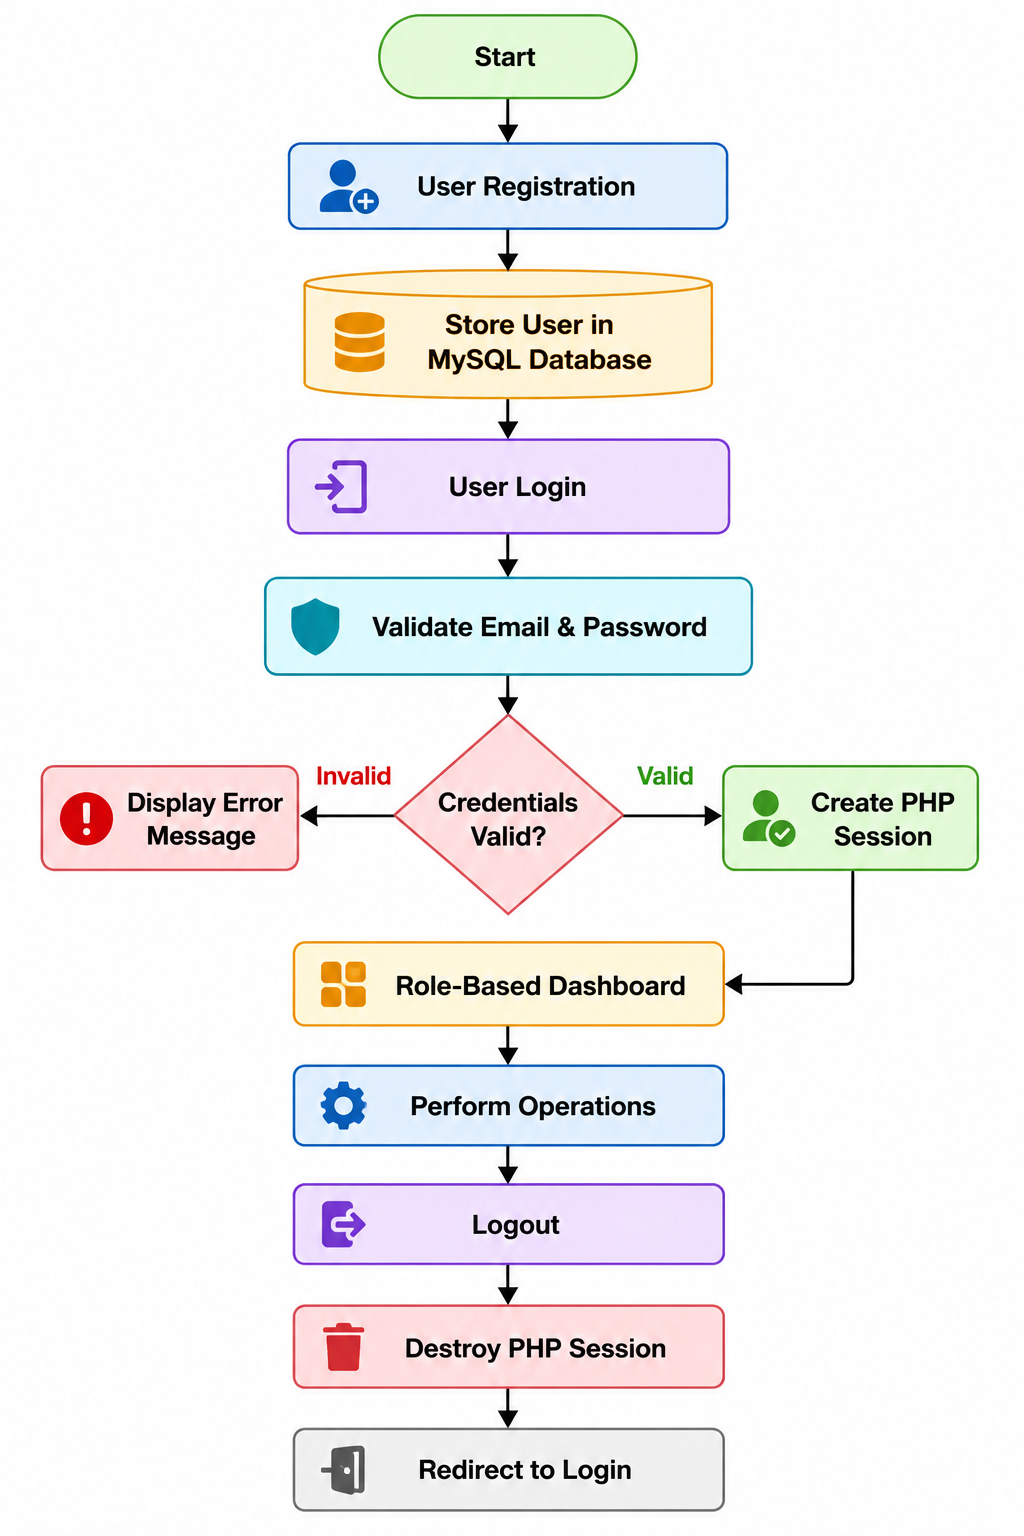 Start
User Registration
Store User in
MySQL Database
User Login
Validate Email & Password
Invalid
Valid
Display Error
Message
Credentials
Valid?
Create PHP
Session
Role-Based Dashboard
Perform Operations
Logout
Destroy PHP Session
Redirect to Login